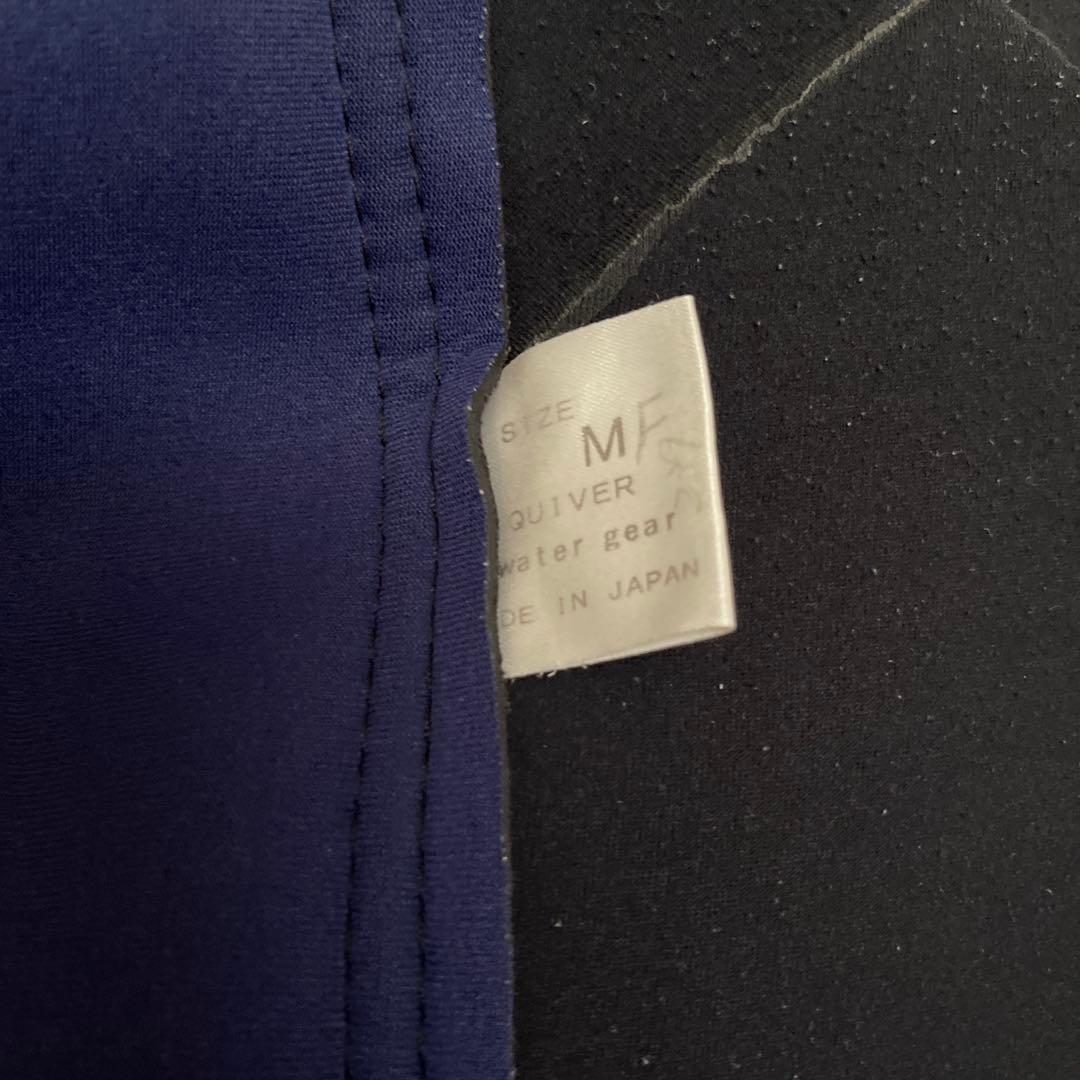 SIZE
M
QUIVER
water gear
DE IN JAPAN